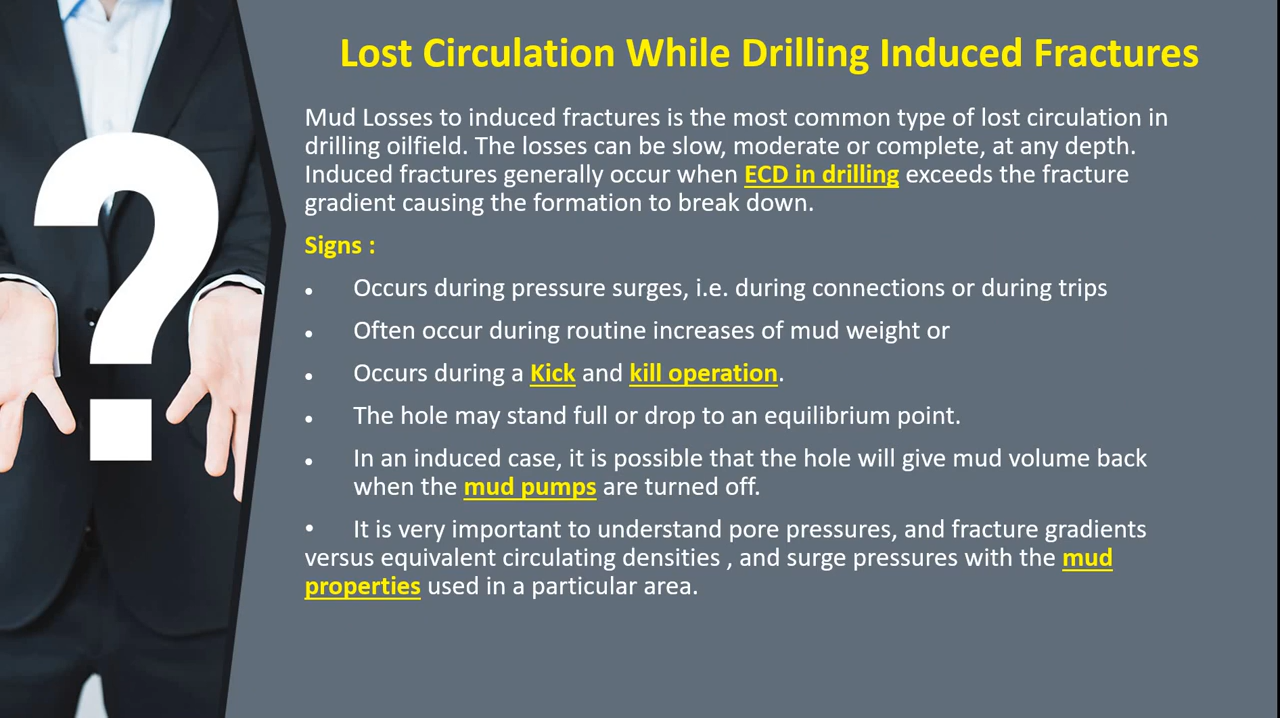 Lost Circulation While Drilling Induced Fractures
Mud Losses to induced fractures is the most common type of lost circulation in
drilling oilfield. The losses can be slow, moderate or complete, at any depth.
Induced fractures generally occur when ECD in drilling exceeds the fracture
gradient causing the formation to break down.
Signs :
• Occurs during pressure surges, i.e. during connections or during trips
• Often occur during routine increases of mud weight or
• Occurs during a Kick and kill operation.
• The hole may stand full or drop to an equilibrium point.
• In an induced case, it is possible that the hole will give mud volume back
when the mud pumps are turned off.
• It is very important to understand pore pressures, and fracture gradients
versus equivalent circulating densities , and surge pressures with the mud
properties used in a particular area.
?